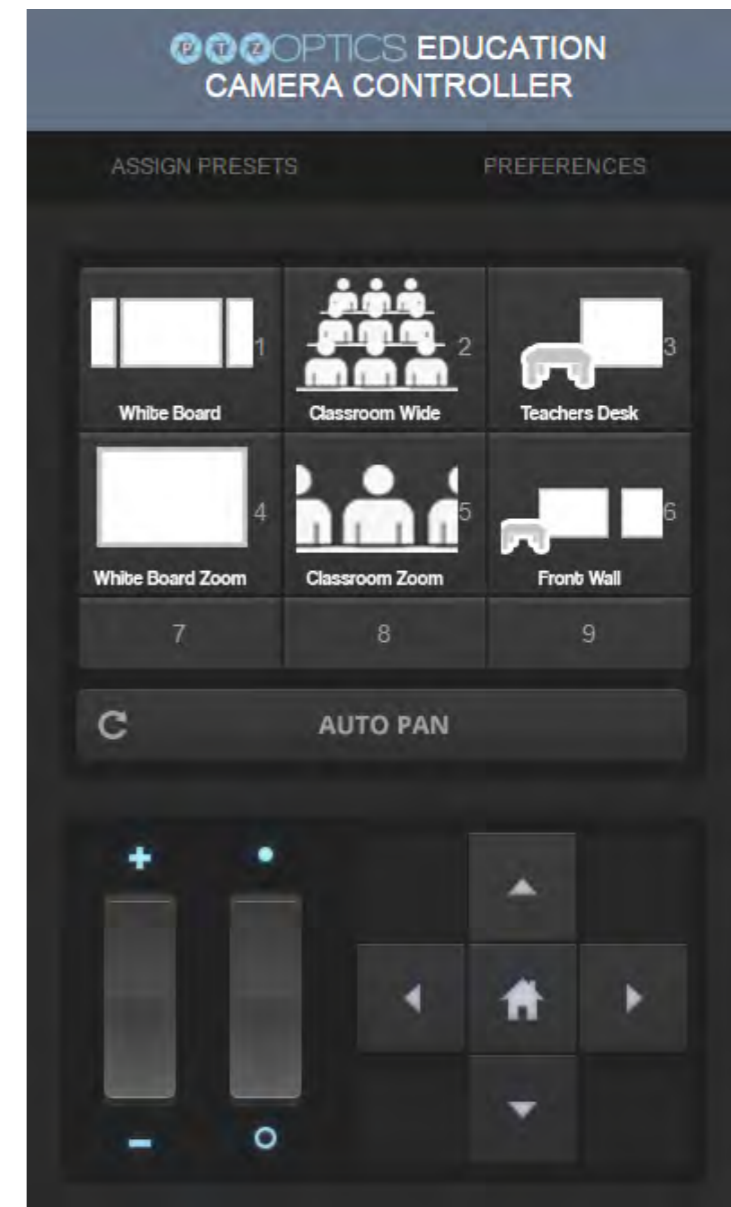 PTZOPTICS EDUCATION
CAMERA CONTROLLER
ASSIGN PRESETS PREFERENCES
1 2 3
White Board Classroom Wide Teachers Desk
4 5 6
White Board Zoom Classroom Zoom Front Wall
7 8 9
AUTO PAN